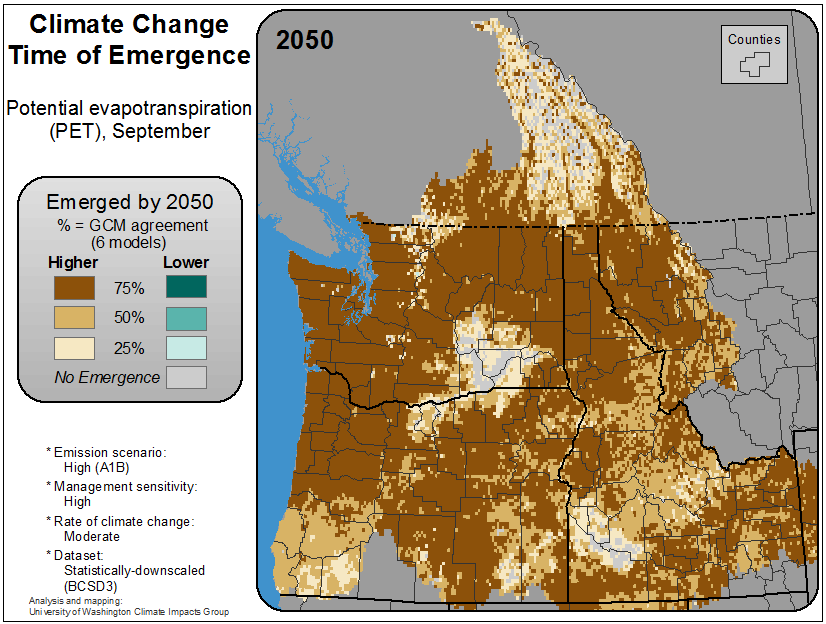 Climate Change
Time of Emergence
Potential evapotranspiration
(PET), September
Emerged by 2050
% = GCM agreement
(6 models)
Higher Lower
75%
50%
25%
No Emergence
* Emission scenario:
High (A1B)
* Management sensitivity:
High
* Rate of climate change:
Moderate
* Dataset:
Statistically-downscaled
(BCSD3)
Analysis and mapping:
University of Washington Climate Impacts Group
2050
Counties